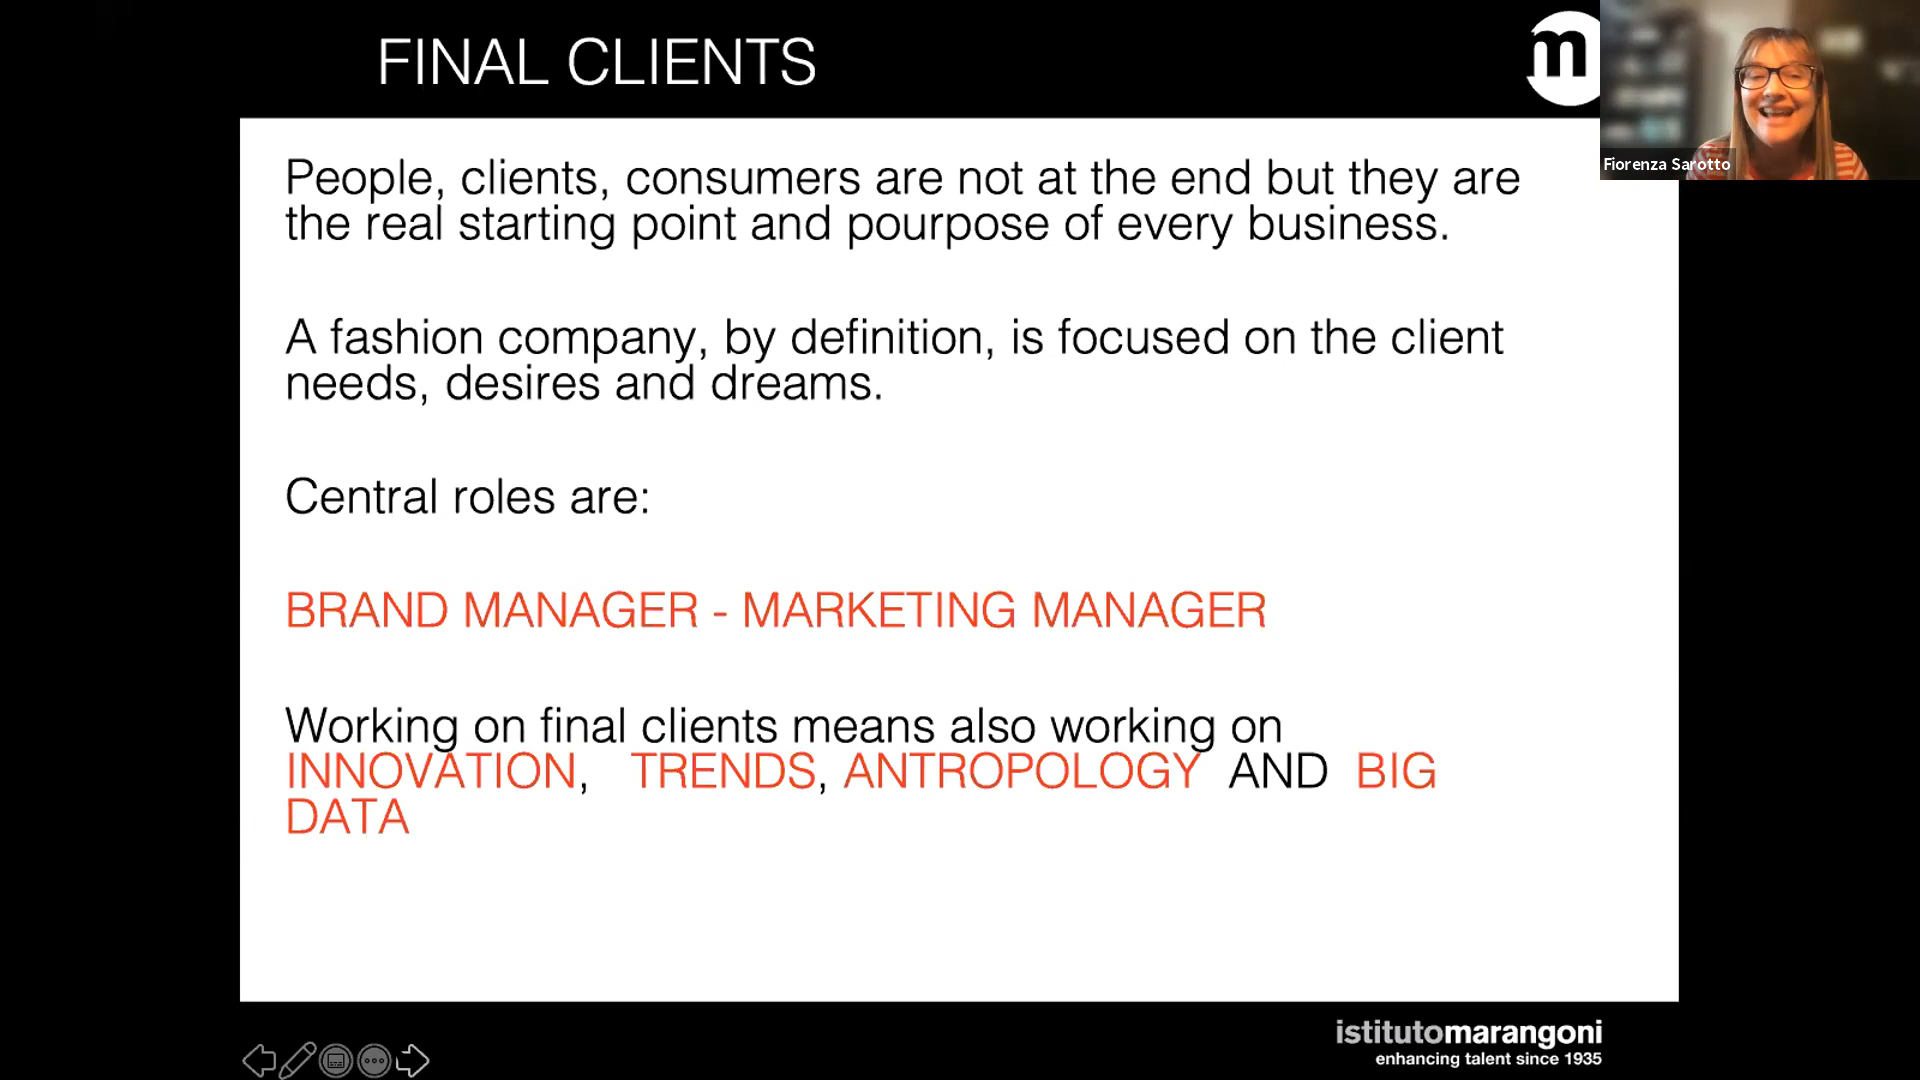 FINAL CLIENTS
m
Fiorenza Sarotto
People, clients, consumers are not at the end but they are
the real starting point and pourpose of every business.
A fashion company, by definition, is focused on the client
needs, desires and dreams.
Central roles are:
BRAND MANAGER - MARKETING MANAGER
Working on final clients means also working on
INNOVATION, TRENDS, ANTROPOLOGY AND BIG
DATA
istitutomarangoni
enhancing talent since 1935